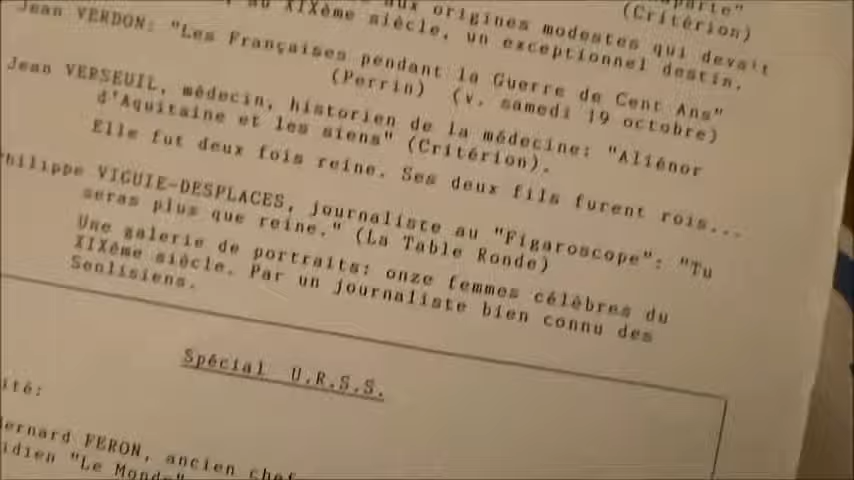 aux origines modestes qui devait
(Critérion)
au XIXème siècle, un exceptionnel destin.
Jean VERDON: "Les Françaises pendant la Guerre de Cent Ans"
(Perrin) (v. samedi 19 octobre)
Jean VERSEUIL, médecin, historien de la médecine: "Aliénor
d'Aquitaine et les siens" (Critérion).
Elle fut deux fois reine. Ses deux fils furent rois...
Philippe VIGUIE-DESPLACES, journaliste au "Figaroscope": "Tu
seras plus que reine." (La Table Ronde)
Une galerie de portraits: onze femmes célèbres du
XIXème siècle. Par un journaliste bien connu des
Senlisiens.
Spécial U.R.S.S.
ité:
Bernard FERON, ancien chef
idien "Le Monde"